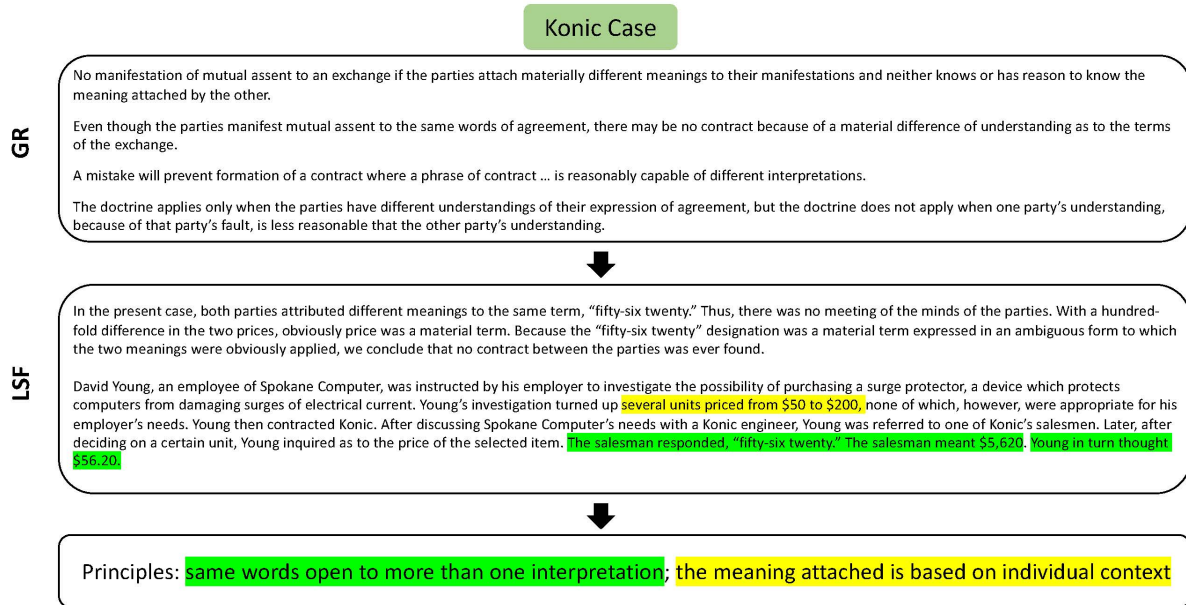 Konic Case
GR
No manifestation of mutual assent to an exchange if the parties attach materially different meanings to their manifestations and neither knows or has reason to know the
meaning attached by the other.
Even though the parties manifest mutual assent to the same words of agreement, there may be no contract because of a material difference of understanding as to the terms
of the exchange.
A mistake will prevent formation of a contract where a phrase of contract … is reasonably capable of different interpretations.
The doctrine applies only when the parties have different understandings of their expression of agreement, but the doctrine does not apply when one party’s understanding,
because of that party’s fault, is less reasonable that the other party’s understanding.
LSF
In the present case, both parties attributed different meanings to the same term, “fifty-six twenty.” Thus, there was no meeting of the minds of the parties. With a hundred-
fold difference in the two prices, obviously price was a material term. Because the “fifty-six twenty” designation was a material term expressed in an ambiguous form to which
the two meanings were obviously applied, we conclude that no contract between the parties was ever found.
David Young, an employee of Spokane Computer, was instructed by his employer to investigate the possibility of purchasing a surge protector, a device which protects
computers from damaging surges of electrical current. Young’s investigation turned up several units priced from $50 to $200, none of which, however, were appropriate for his
employer’s needs. Young then contracted Konic. After discussing Spokane Computer’s needs with a Konic engineer, Young was referred to one of Konic’s salesmen. Later, after
deciding on a certain unit, Young inquired as to the price of the selected item. The salesman responded, “fifty-six twenty.” The salesman meant $5,620. Young in turn thought
$56.20.
Principles: same words open to more than one interpretation; the meaning attached is based on individual context